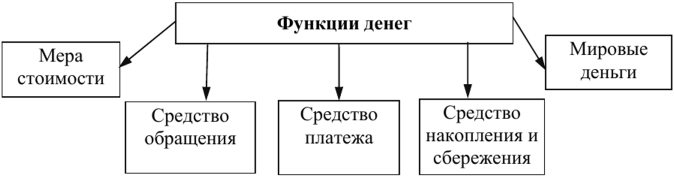 Функции денег
Мера
стоимости
Средство
обращения
Средство
платежа
Средство
накопления и
сбережения
Мировые
деньги